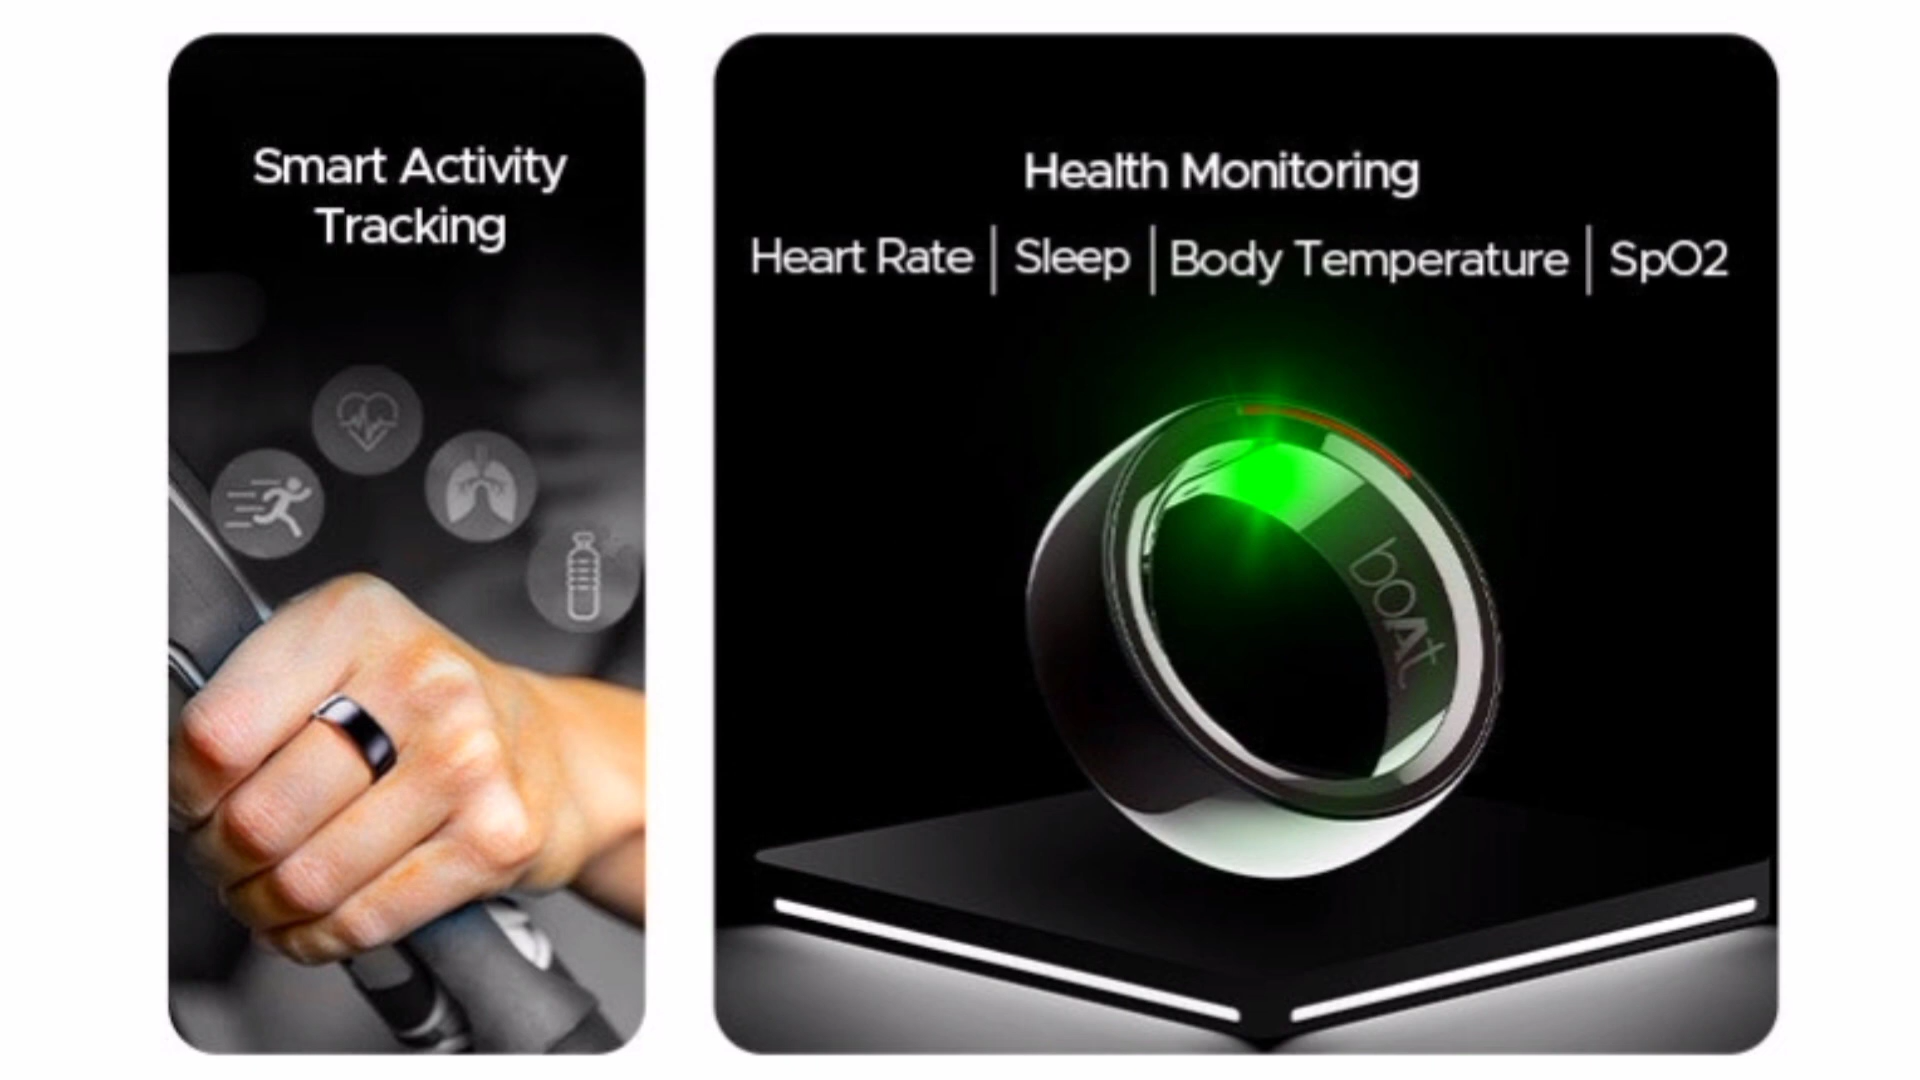 Smart Activity
Tracking
Health Monitoring
Heart Rate | Sleep | Body Temperature | SpO2
boAt